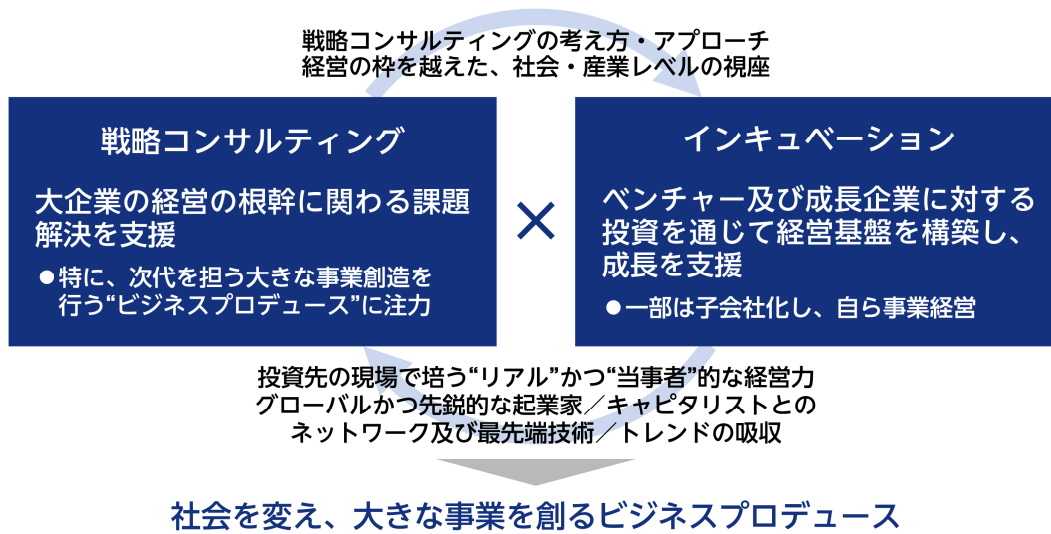 戦略コンサルティングの考え方・アプローチ
経営の枠を越えた、社会・産業レベルの視座
戦略コンサルティング
大企業の経営の根幹に関わる課題
解決を支援
●特に、次代を担う大きな事業創造を
行う“ビジネスプロデュース”に注力
×
インキュベーション
ベンチャー及び成長企業に対する
投資を通じて経営基盤を構築し、
成長を支援
●一部は子会社化し、自ら事業経営
投資先の現場で培う“リアル”かつ“当事者”的な経営力
グローバルかつ先鋭的な起業家／キャピタリストとの
ネットワーク及び最先端技術／トレンドの吸収
社会を変え、大きな事業を創るビジネスプロデュース